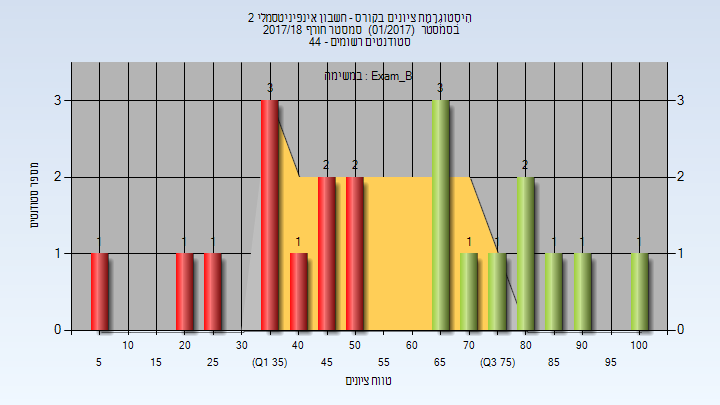 היסטוגרמת ציונים בקורס - חשבון אינפיניטסמלי 2
בסמסטר (01/2017) סמסטר חורף 2017/18
סטודנטים רשומים - 44
במשימה : Exam_B
מספר סטודנטים
3 3
2 2
1 1
0 0
1 1 1 3 1 2 2 3 1 1 2 1 1 1
10 20 30 40 50 60 70 80 90 100
5 15 25 (Q1 35) 45 55 65 (Q3 75) 85 95
טווח ציונים